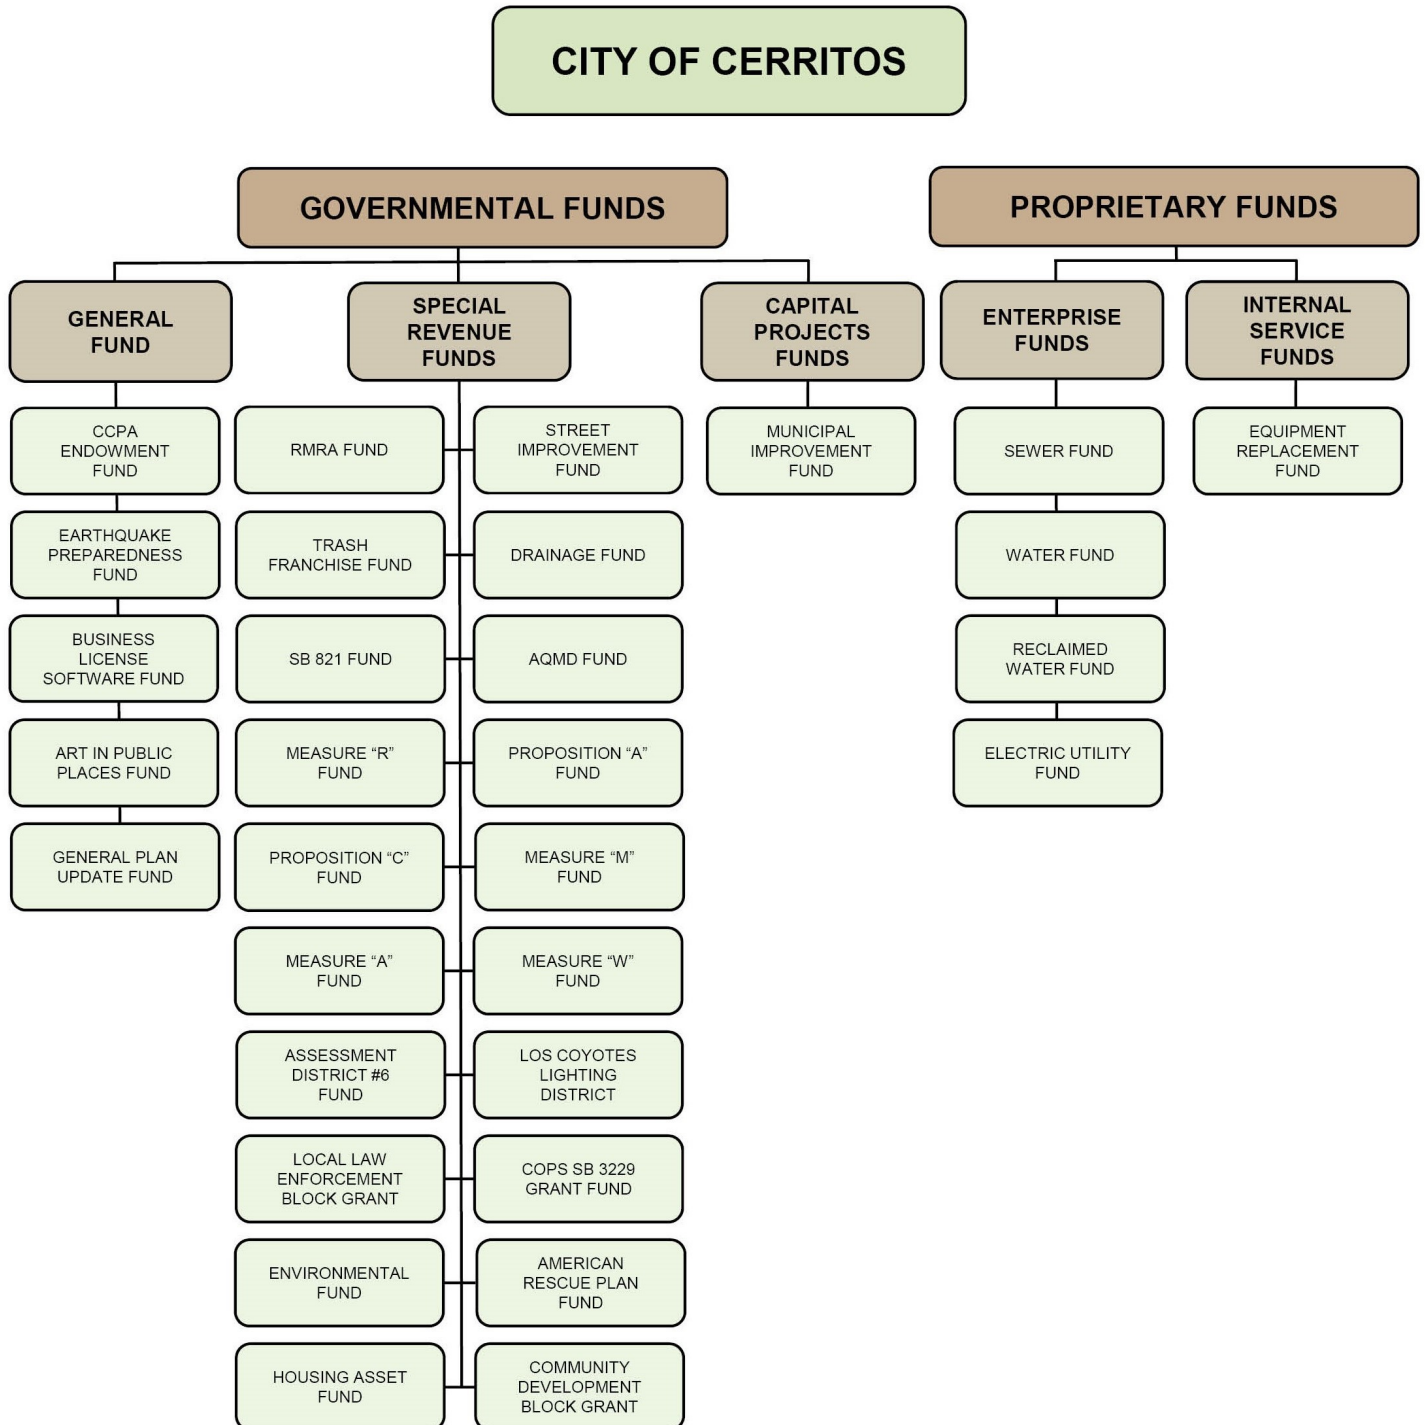 CITY OF CERRITOS
GOVERNMENTAL FUNDS
PROPRIETARY FUNDS
GENERAL
FUND
SPECIAL
REVENUE
FUNDS
CAPITAL
PROJECTS
FUNDS
ENTERPRISE
FUNDS
INTERNAL
SERVICE
FUNDS
CCPA
ENDOWMENT
FUND
EARTHQUAKE
PREPAREDNESS
FUND
BUSINESS
LICENSE
SOFTWARE FUND
ART IN PUBLIC
PLACES FUND
GENERAL PLAN
UPDATE FUND
RMRA FUND
STREET
IMPROVEMENT
FUND
TRASH
FRANCHISE FUND
DRAINAGE FUND
SB 821 FUND
AQMD FUND
MEASURE “R”
FUND
PROPOSITION “A”
FUND
PROPOSITION “C”
FUND
MEASURE “M”
FUND
MEASURE “A”
FUND
MEASURE “W”
FUND
ASSESSMENT
DISTRICT #6
FUND
LOS COYOTES
LIGHTING
DISTRICT
LOCAL LAW
ENFORCEMENT
BLOCK GRANT
COPS SB 3229
GRANT FUND
ENVIRONMENTAL
FUND
AMERICAN
RESCUE PLAN
FUND
HOUSING ASSET
FUND
COMMUNITY
DEVELOPMENT
BLOCK GRANT
MUNICIPAL
IMPROVEMENT
FUND
SEWER FUND
WATER FUND
RECLAIMED
WATER FUND
ELECTRIC UTILITY
FUND
EQUIPMENT
REPLACEMENT
FUND